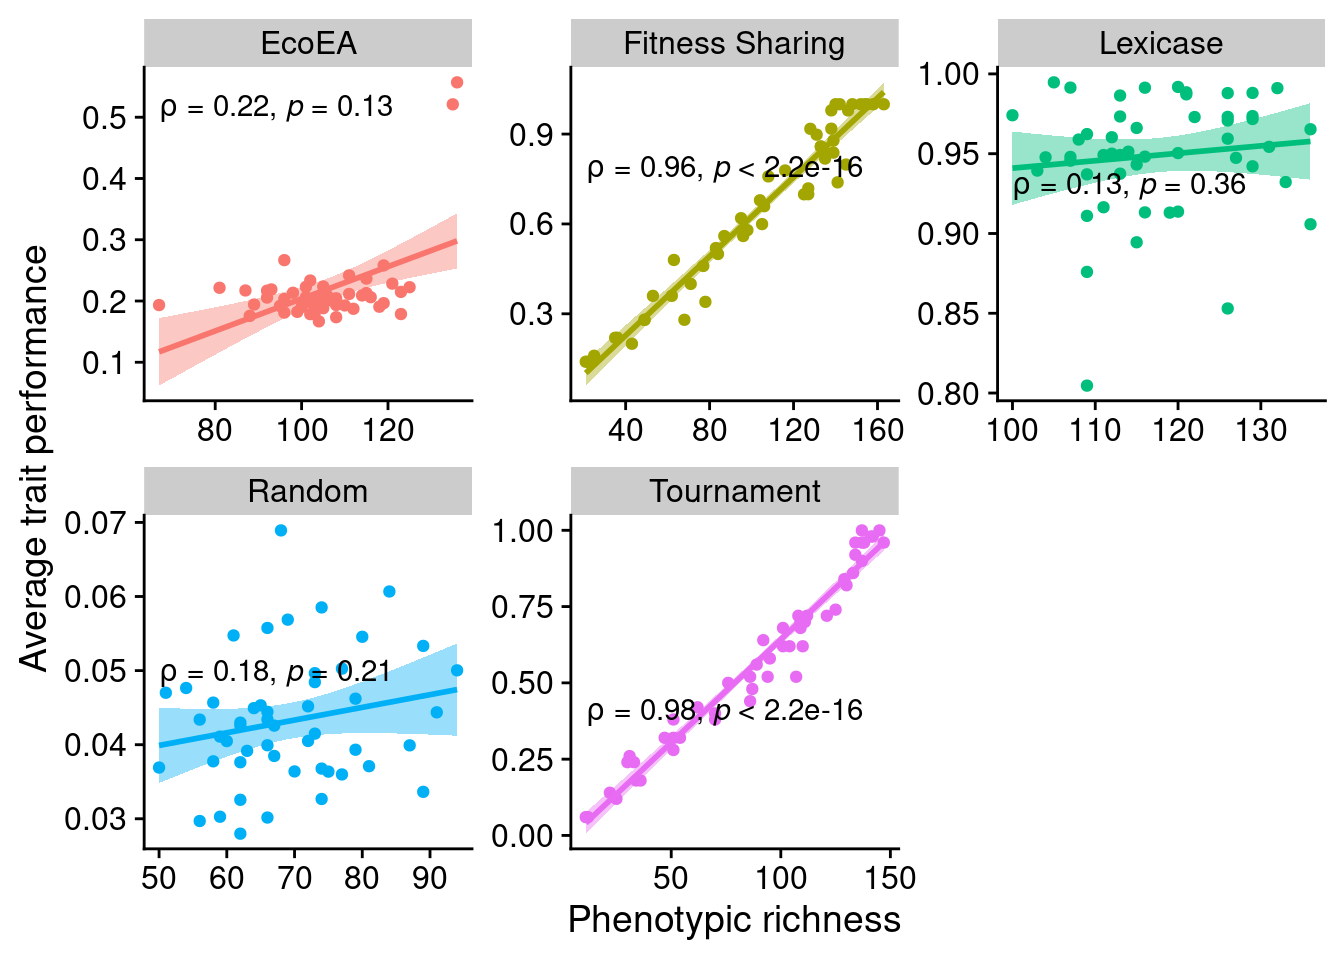 EcoEA
Fitness Sharing
Lexicase
ρ = 0.22, p = 0.13
ρ = 0.96, p < 2.2e-16
ρ = 0.13, p = 0.36
0.5
0.4
0.3
0.2
0.1
80 100 120
0.9
0.6
0.3
40 80 120 160
1.00
0.95
0.90
0.85
0.80
100 110 120 130
Average trait performance
Random
Tournament
ρ = 0.18, p = 0.21
ρ = 0.98, p < 2.2e-16
0.07
0.06
0.05
0.04
0.03
50 60 70 80 90
1.00
0.75
0.50
0.25
0.00
50 100 150
Phenotypic richness